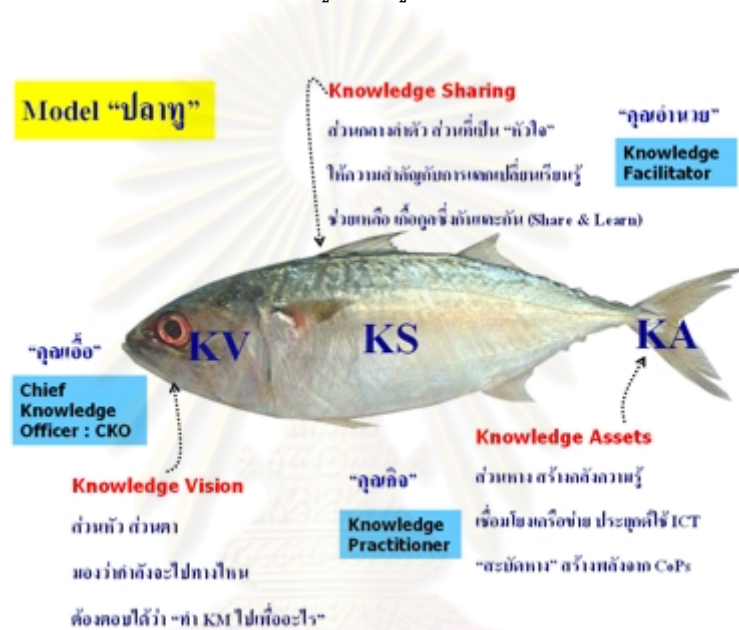 Model “ปลาทู”
Knowledge Sharing
ส่วนกลางลำตัว ส่วนที่เป็น “หัวใจ”
ให้ความสำคัญกับการแลกเปลี่ยนเรียนรู้
ช่วยเหลือ เกื้อกูลซึ่งกันและกัน (Share & Learn)
“คุณอำนวย”
Knowledge
Facilitator
KV
KS
KA
“คุณเอื้อ”
Chief
Knowledge
Officer : CKO
Knowledge Vision
ส่วนหัว ส่วนตา
มองว่ากำลังจะไปทางไหน
ต้องตอบได้ว่า “ทำ KM ไปเพื่ออะไร”
“คุณกิจ”
Knowledge
Practitioner
Knowledge Assets
ส่วนหาง สร้างคลังความรู้
เชื่อมโยงเครือข่าย ประยุกต์ใช้ ICT
“สะบัดหาง” สร้างพลังจาก CoPs